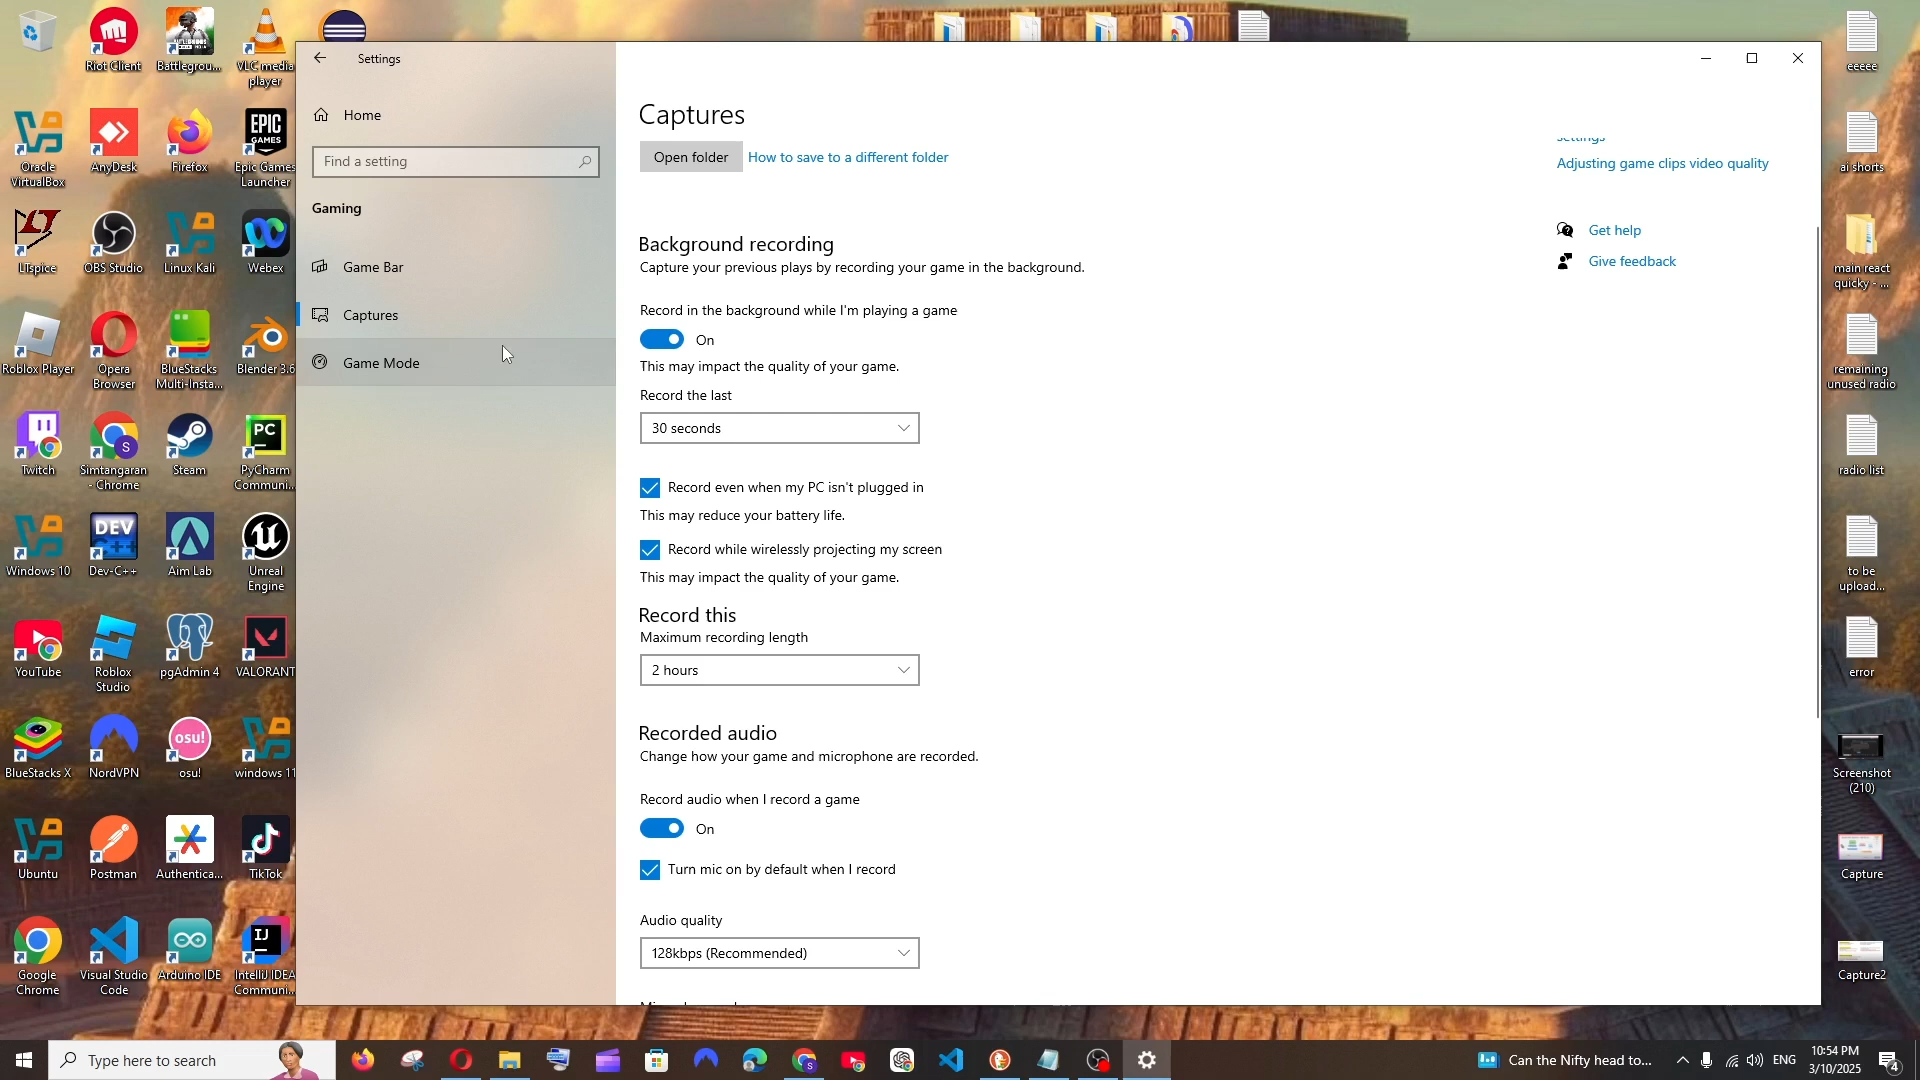 Riot Client
Battlegrou...
VLC media
player
Oracle
VirtualBox
AnyDesk
Firefox
EPIC
GAMES
Epic Games
Launcher
LTspice
OBS Studio
Linux Kali
Webex
Roblox Player
Opera
Browser
BlueStacks
Multi-Insta...
Blender 3.6
Twitch
Simtangaran
- Chrome
Steam
PC
PyCharm
Communi...
Windows 10
DEV
C++
Dev-C++
Aim Lab
Unreal
Engine
YouTube
Roblox
Studio
pgAdmin 4
VALORANT
BlueStacks X
NordVPN
osu!
osu!
windows 11
Ubuntu
Postman
Authentica...
TikTok
Google
Chrome
Visual Studio
Code
Arduino IDE
IJ
IntelliJ IDEA
Communi...
Settings
Home
Find a setting
Gaming
Game Bar
Captures
Game Mode
Captures
Open folder
How to save to a different folder
Background recording
Capture your previous plays by recording your game in the background.
Record in the background while I'm playing a game
On
This may impact the quality of your game.
Record the last
30 seconds
Record even when my PC isn't plugged in
This may reduce your battery life.
Record while wirelessly projecting my screen
This may impact the quality of your game.
Record this
Maximum recording length
2 hours
Recorded audio
Change how your game and microphone are recorded.
Record audio when I record a game
On
Turn mic on by default when I record
Audio quality
128kbps (Recommended)
settings
Adjusting game clips video quality
Get help
Give feedback
eeeee
ai shorts
main react
quicky - ...
remaining
unused radio
radio list
to be
upload...
error
Screenshot
(210)
Capture
Capture2
Type here to search
Can the Nifty head to...
ENG
10:54 PM
3/10/2025
4